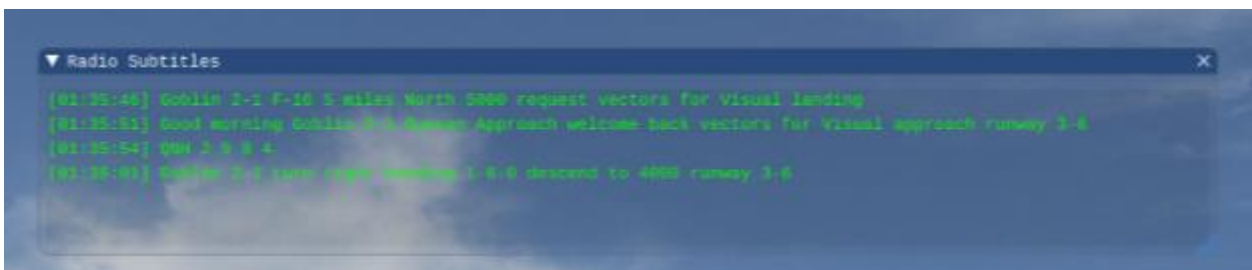 ▼ Radio Subtitles ✕
[01:35:46] Goblin 2-1 F-16 5 miles North 5000 request vectors for Visual landing
[01:35:51] Good morning Goblin 2-1 Kunsan Approach welcome back vectors for Visual approach runway 3-6
[01:35:54] QNH 2 9 8 4
[01:36:01] Goblin 2-1 turn right heading 1-6-0 descend to 4000 runway 3-6